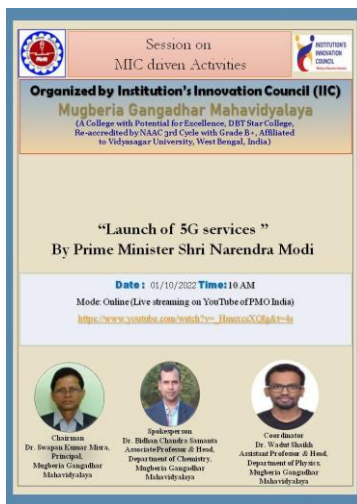 Session on
MIC driven Activities
INSTITUTION'S
INNOVATION
COUNCIL
Organized by Institution's Innovation Council (IIC)
Mugberia Gangadhar Mahavidyalaya
(A College with Potential for Excellence, DBT Star College,
Re-accredited by NAAC 3rd Cycle with Grade B+, Affiliated
to Vidyasagar University, West Bengal, India)
“Launch of 5G services ”
By Prime Minister Shri Narendra Modi
Date : 01/10/2022 Time: 10 AM
Mode: Online (Live streaming on YouTube of PMO India)
Chairman
Dr. Swapan Kumar Misra,
Principal,
Mugberia Gangadhar
Mahavidyalaya
Spokesperson
Dr. Bidhan Chandra Samanta
Associate Professor & Head,
Department of Chemistry,
Mugberia Gangadhar
Mahavidyalaya
Coordinator
Dr. Wadut Shaikh
Assistant Professor & Head,
Department of Physics,
Mugberia Gangadhar
Mahavidyalaya